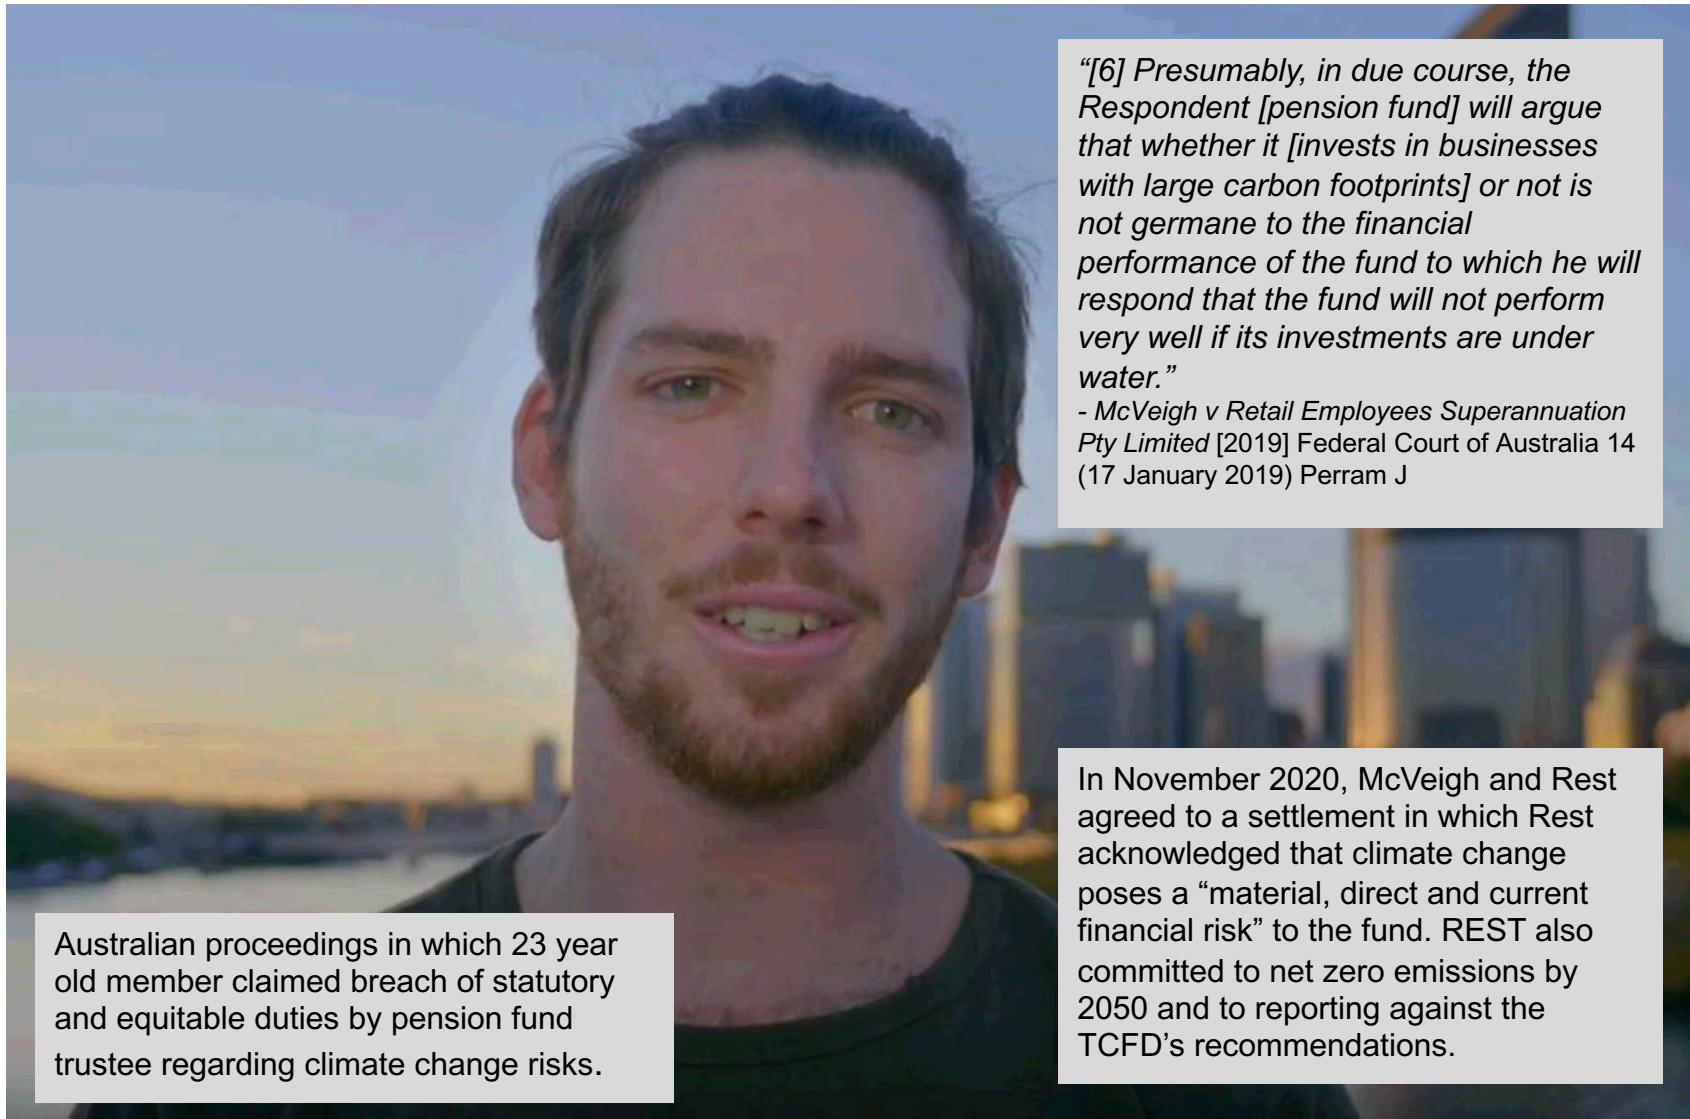 “[6] Presumably, in due course, the
Respondent [pension fund] will argue
that whether it [invests in businesses
with large carbon footprints] or not is
not germane to the financial
performance of the fund to which he will
respond that the fund will not perform
very well if its investments are under
water.”
- McVeigh v Retail Employees Superannuation
Pty Limited [2019] Federal Court of Australia 14
(17 January 2019) Perram J
In November 2020, McVeigh and Rest
agreed to a settlement in which Rest
acknowledged that climate change
poses a “material, direct and current
financial risk” to the fund. REST also
committed to net zero emissions by
2050 and to reporting against the
TCFD’s recommendations.
Australian proceedings in which 23 year
old member claimed breach of statutory
and equitable duties by pension fund
trustee regarding climate change risks.